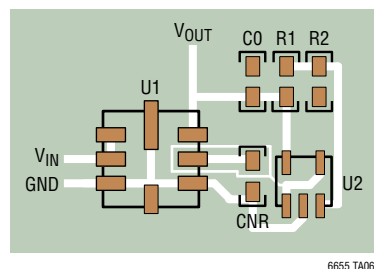 VOUT
C0 R1 R2
U1
VIN
GND
U2
CNR
6655 TA06